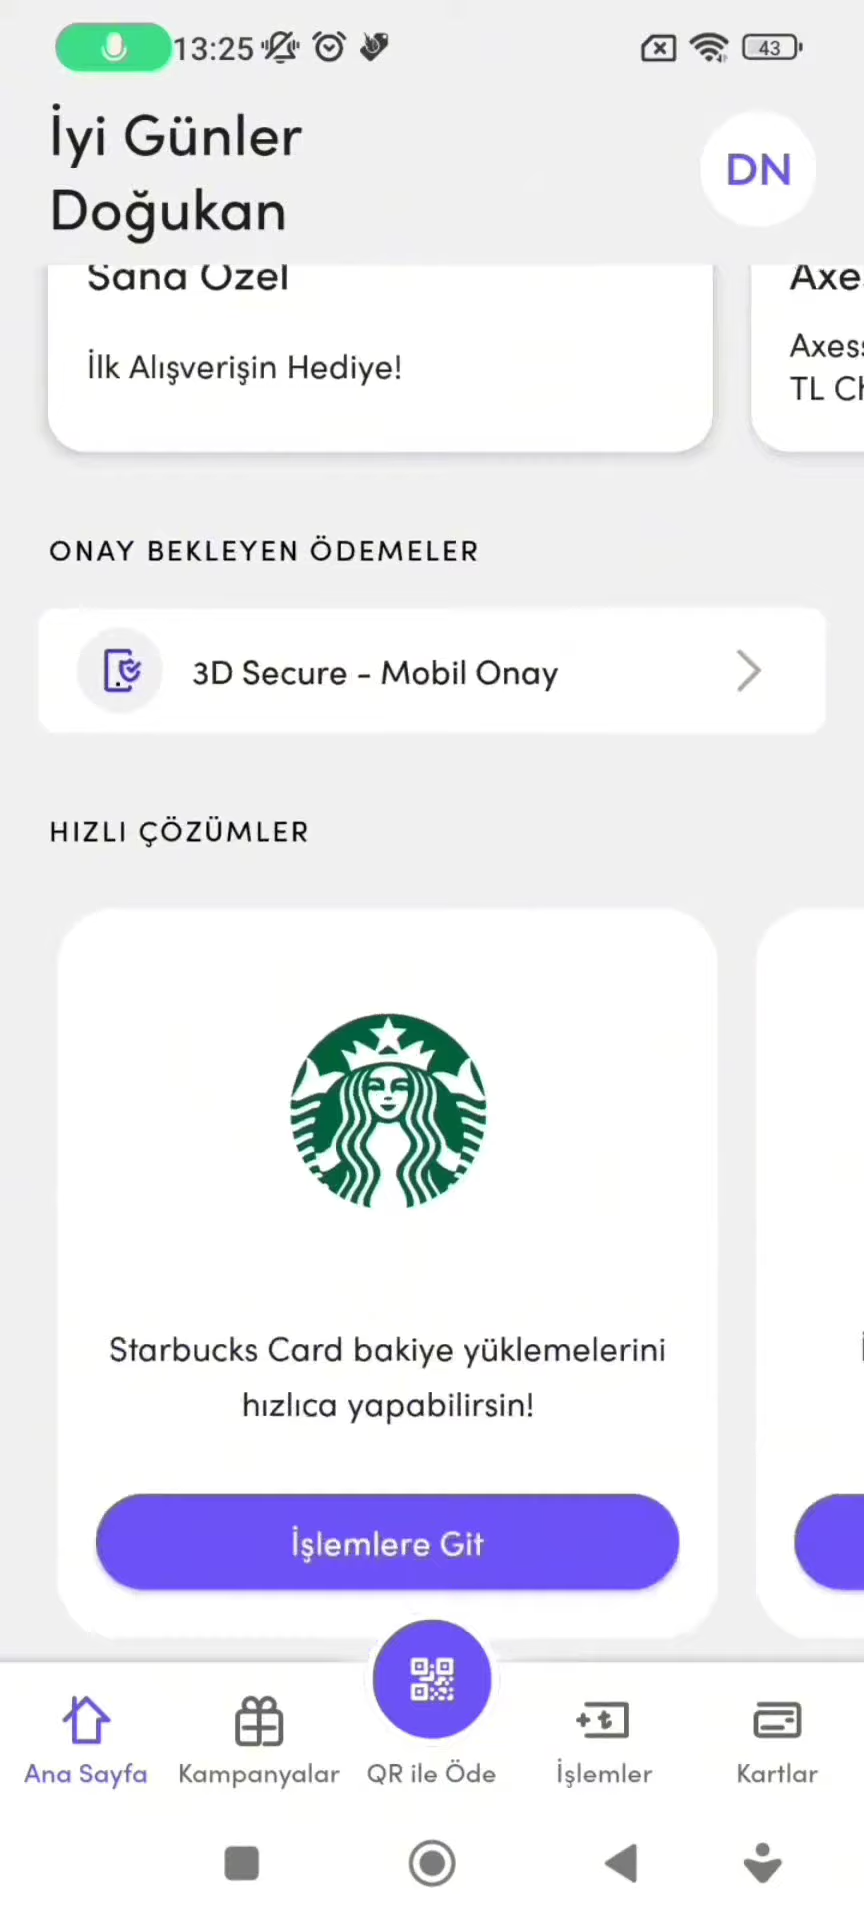 13:25
43
İyi Günler
Doğukan
DN
Sana Özel
İlk Alışverişin Hediye!
ONAY BEKLEYEN ÖDEMELER
3D Secure - Mobil Onay
HIZLI ÇÖZÜMLER
Starbucks Card bakiye yüklemelerini
hızlıca yapabilirsin!
İşlemlere Git
Ana Sayfa
Kampanyalar
QR ile Öde
İşlemler
Kartlar